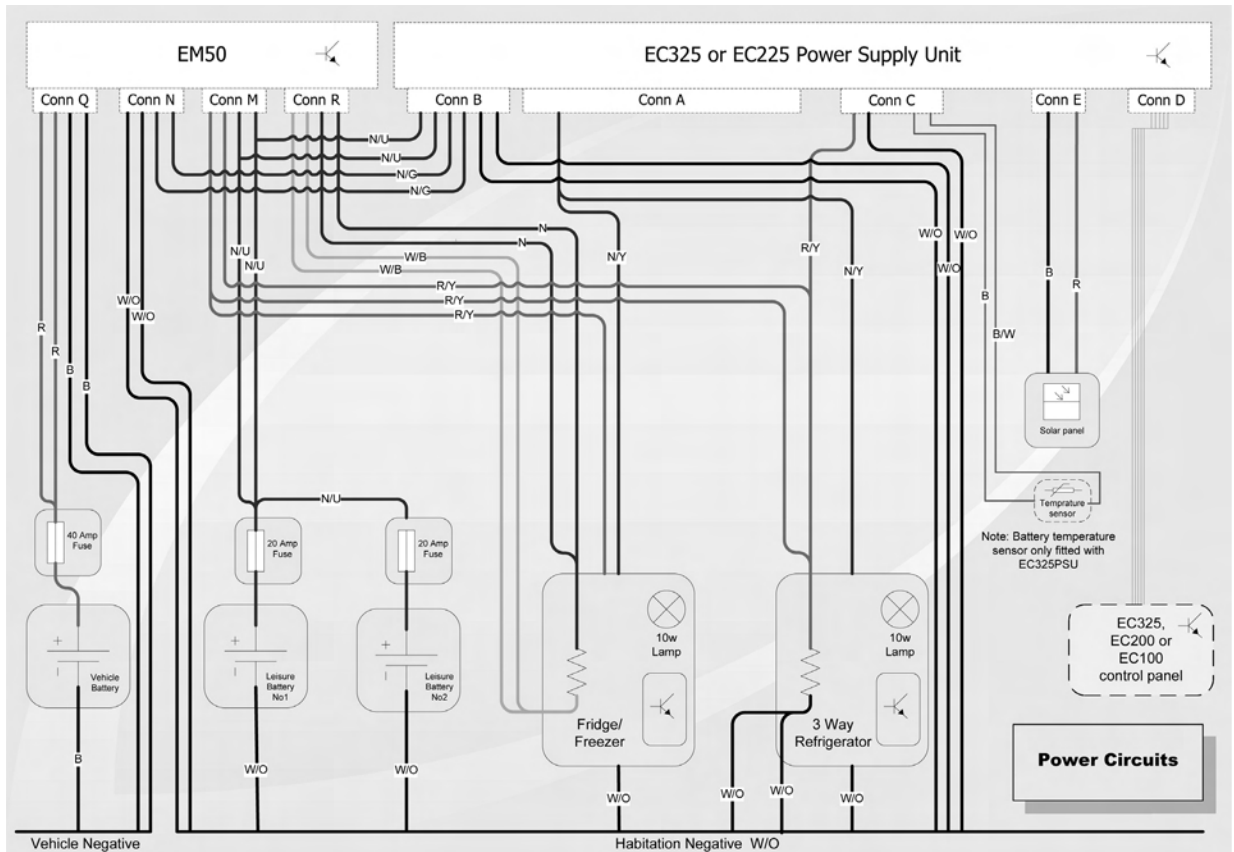 EM50
EC325 or EC225 Power Supply Unit
Conn Q
Conn N
Conn M
Conn R
Conn B
Conn A
Conn C
Conn E
Conn D
N/U
N/U
N/G
N/G
N
N
W/B
W/B
N/U
N/U
R/Y
R/Y
R/Y
N/Y
R/Y
N/Y
W/O
W/O
W/O
W/O
W/O
B
R
B
B/W
R
R
B
B
Solar panel
Temprature
sensor
Note: Battery temperature
sensor only fitted with
EC325PSU
N/U
40 Amp
Fuse
20 Amp
Fuse
20 Amp
Fuse
Vehicle
Battery
Leisure
Battery
No1
Leisure
Battery
No2
10w
Lamp
Fridge/
Freezer
10w
Lamp
3 Way
Refrigerator
EC325,
EC200 or
EC100
control panel
Power Circuits
B
W/O
W/O
W/O
W/O
W/O
W/O
Vehicle Negative
Habitation Negative W/O